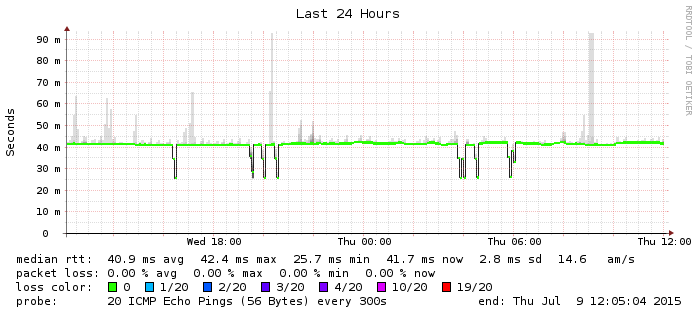 Last 24 Hours
RRDTOOL / TOBI OETIKER
Seconds
90 m
80 m
70 m
60 m
50 m
40 m
30 m
20 m
10 m
0
Wed 18:00 Thu 00:00 Thu 06:00 Thu 12:00
median rtt: 40.9 ms avg 42.4 ms max 25.7 ms min 41.7 ms now 2.8 ms sd 14.6 am/s
packet loss: 0.00 % avg 0.00 % max 0.00 % min 0.00 % now
loss color: 0 1/20 2/20 3/20 4/20 10/20 19/20
probe: 20 ICMP Echo Pings (56 Bytes) every 300s end: Thu Jul 9 12:05:04 2015